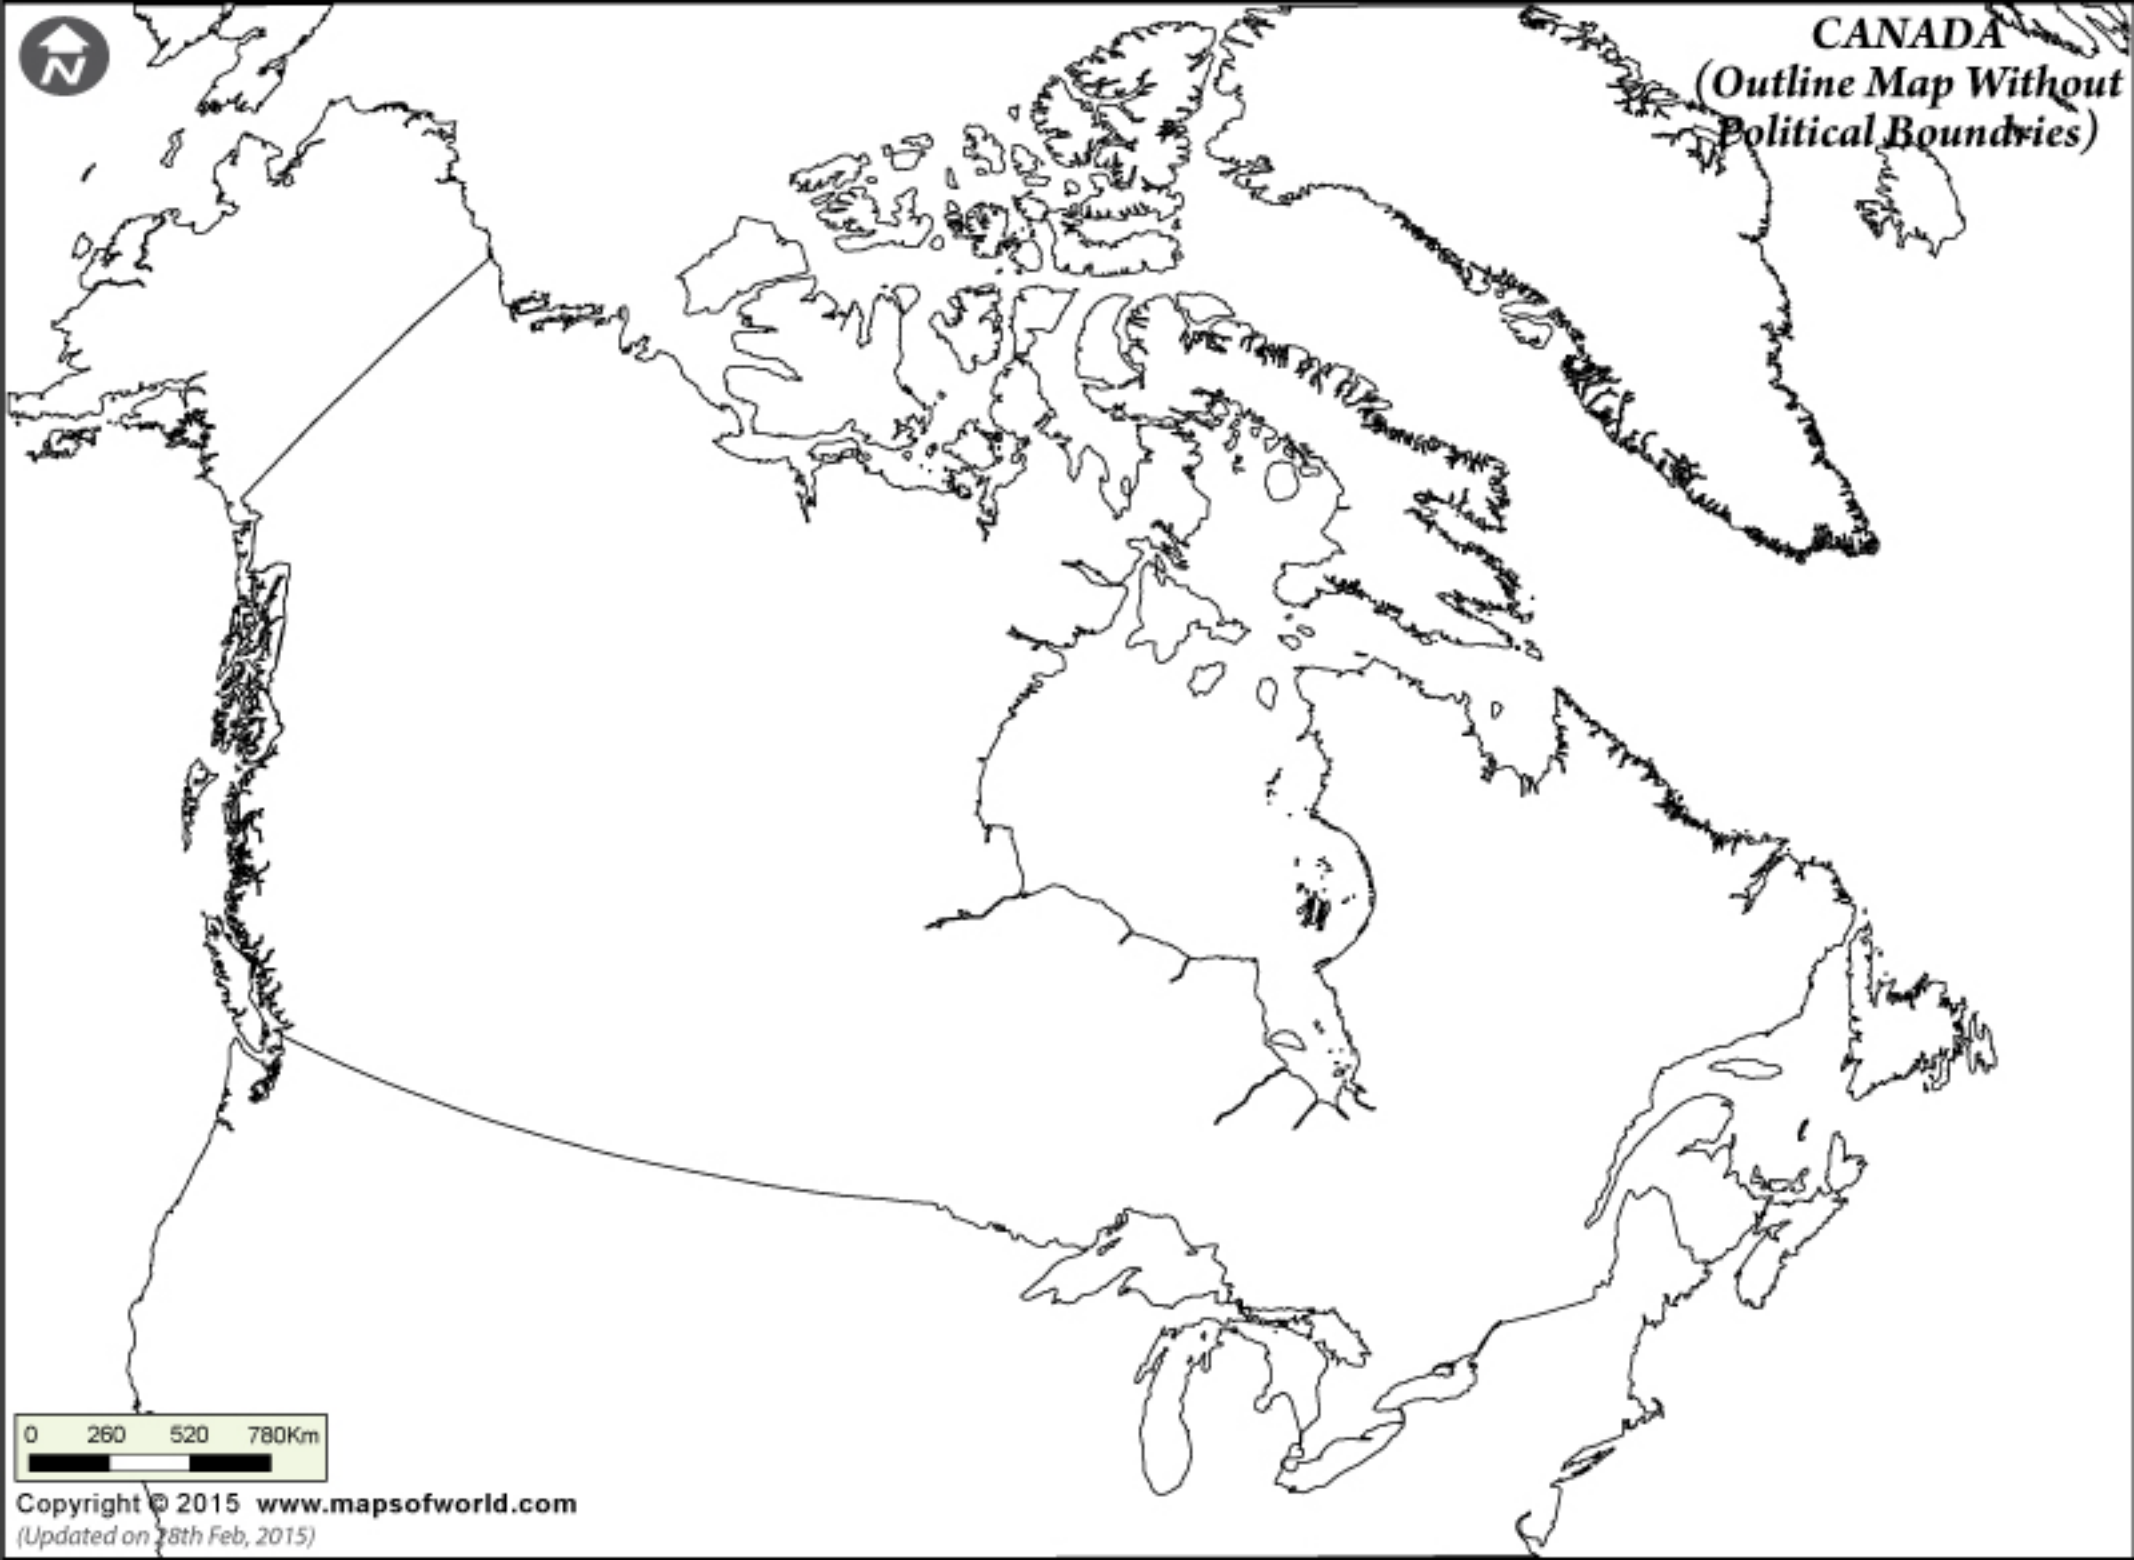 N
CANADA
(Outline Map Without
Political Boundries)
0 260 520 780Km
Copyright © 2015 www.mapsofworld.com
(Updated on 28th Feb, 2015)